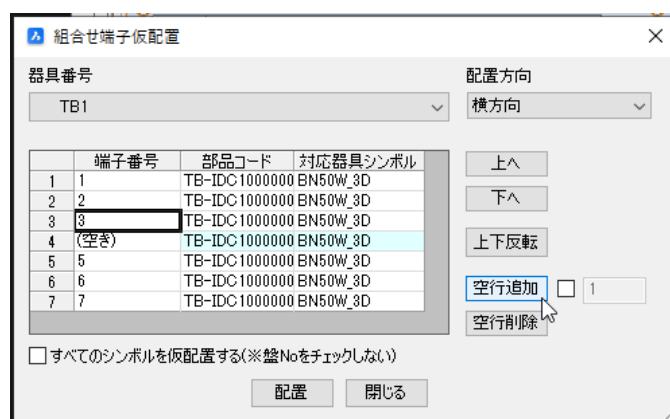 組合せ端子仮配置
器具番号
配置方向
TB1
横方向
端子番号 部品コード 対応器具シンボル
1 1 TB-IDC1000000 BN50W_3D
2 2 TB-IDC1000000 BN50W_3D
3 3 TB-IDC1000000 BN50W_3D
4 (空き) TB-IDC1000000 BN50W_3D
5 5 TB-IDC1000000 BN50W_3D
6 6 TB-IDC1000000 BN50W_3D
7 7 TB-IDC1000000 BN50W_3D
上へ
下へ
上下反転
空行追加 1
空行削除
すべてのシンボルを仮配置する(※盤Noをチェックしない)
配置 閉じる